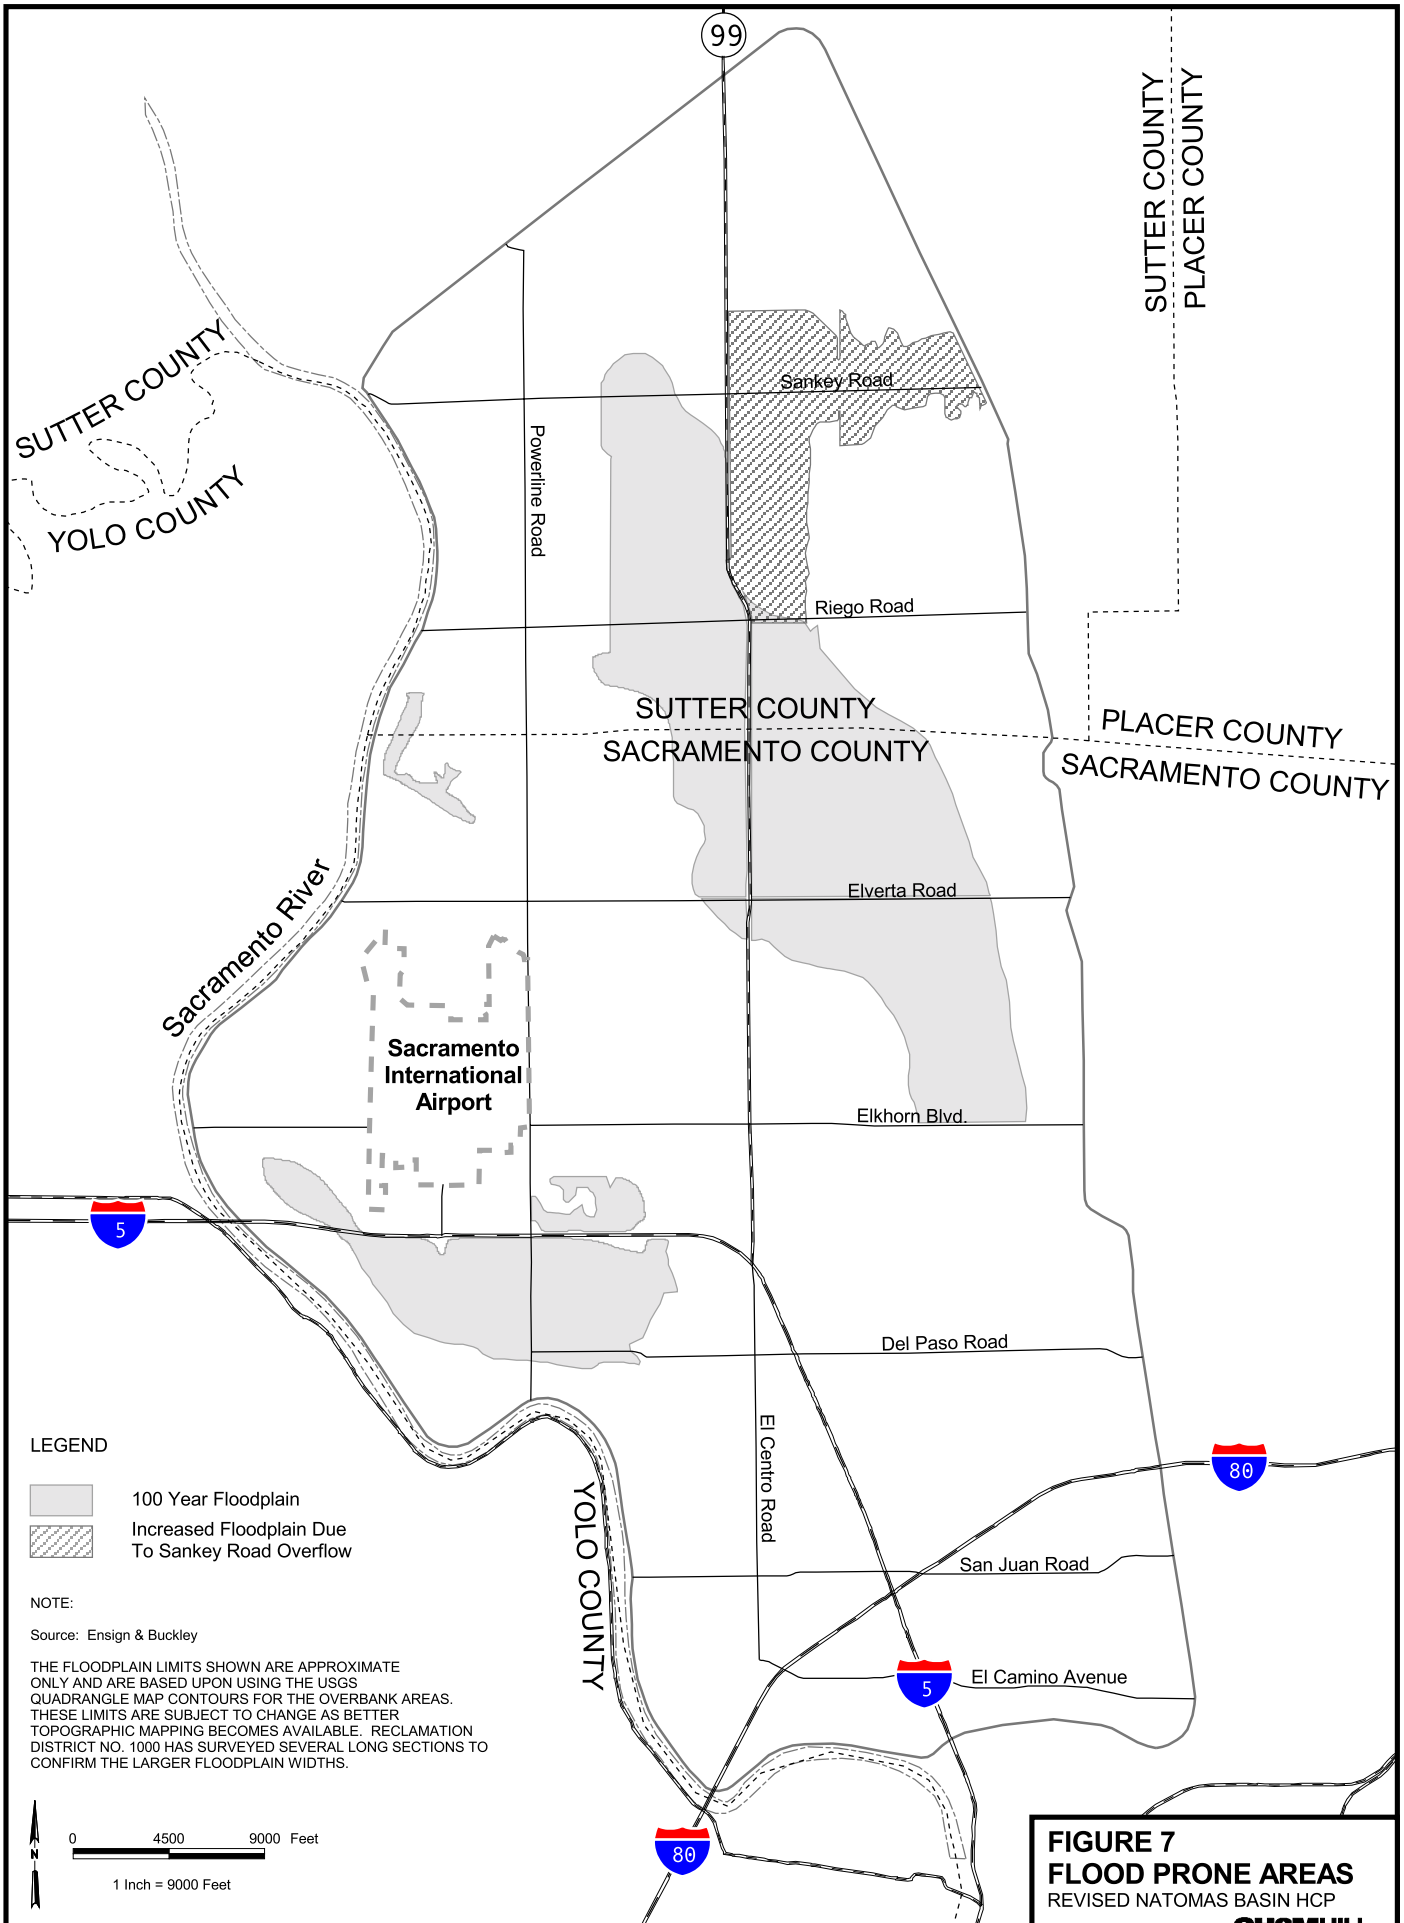 99
SUTTER COUNTY
PLACER COUNTY
SUTTER COUNTY
YOLO COUNTY
Sankey Road
Powerline Road
Riego Road
SUTTER COUNTY
SACRAMENTO COUNTY
PLACER COUNTY
SACRAMENTO COUNTY
Sacramento River
Elverta Road
Sacramento
International
Airport
Elkhorn Blvd.
5
Del Paso Road
El Centro Road
80
YOLO COUNTY
San Juan Road
El Camino Avenue
5
80
LEGEND
100 Year Floodplain
Increased Floodplain Due
To Sankey Road Overflow
NOTE:
Source: Ensign & Buckley
THE FLOODPLAIN LIMITS SHOWN ARE APPROXIMATE
ONLY AND ARE BASED UPON USING THE USGS
QUADRANGLE MAP CONTOURS FOR THE OVERBANK AREAS.
THESE LIMITS ARE SUBJECT TO CHANGE AS BETTER
TOPOGRAPHIC MAPPING BECOMES AVAILABLE. RECLAMATION
DISTRICT NO. 1000 HAS SURVEYED SEVERAL LONG SECTIONS TO
CONFIRM THE LARGER FLOODPLAIN WIDTHS.
N
0 4500 9000 Feet
1 Inch = 9000 Feet
FIGURE 7
FLOOD PRONE AREAS
REVISED NATOMAS BASIN HCP